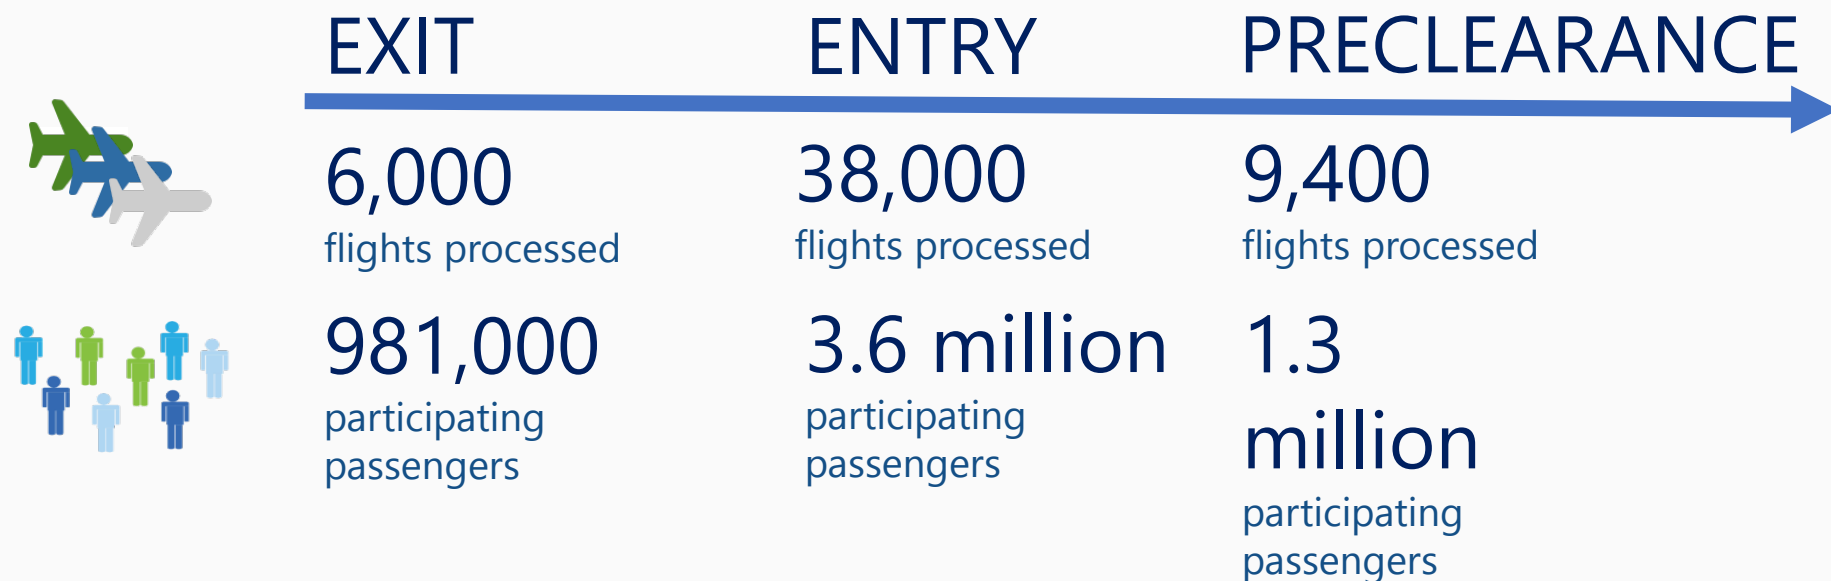 EXIT
ENTRY
PRECLEARANCE
6,000
flights processed
38,000
flights processed
9,400
flights processed
981,000
participating
passengers
3.6 million
participating
passengers
1.3
million
participating
passengers